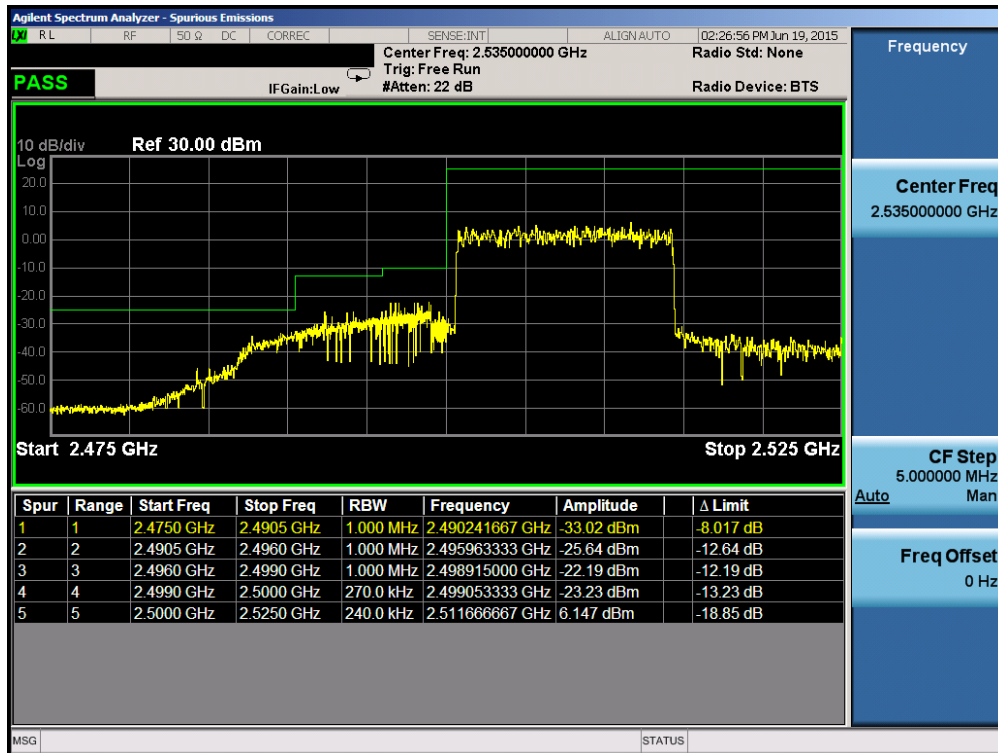 Agilent Spectrum Analyzer - Spurious Emissions
LXI RL RF 50 Ω DC CORREC SENSE:INT ALIGN AUTO 02:26:56 PM Jun 19, 2015
Frequency
Center Freq: 2.535000000 GHz Radio Std: None
Trig: Free Run
PASS IFGain:Low #Atten: 22 dB Radio Device: BTS
10 dB/div Ref 30.00 dBm
Log
20.0
10.0
0.00
-10.0
-20.0
-30.0
-40.0
-50.0
-60.0
Start 2.475 GHz Stop 2.525 GHz
Center Freq
2.535000000 GHz
CF Step
5.000000 MHz
Auto Man
Freq Offset
0 Hz
Spur Range Start Freq Stop Freq RBW Frequency Amplitude Δ Limit
1 1 2.4750 GHz 2.4905 GHz 1.000 MHz 2.490241667 GHz -33.02 dBm -8.017 dB
2 2 2.4905 GHz 2.4960 GHz 1.000 MHz 2.495963333 GHz -25.64 dBm -12.64 dB
3 3 2.4960 GHz 2.4990 GHz 1.000 MHz 2.498915000 GHz -22.19 dBm -12.19 dB
4 4 2.4990 GHz 2.5000 GHz 270.0 kHz 2.499053333 GHz -23.23 dBm -13.23 dB
5 5 2.5000 GHz 2.5250 GHz 240.0 kHz 2.511666667 GHz 6.147 dBm -18.85 dB
MSG STATUS